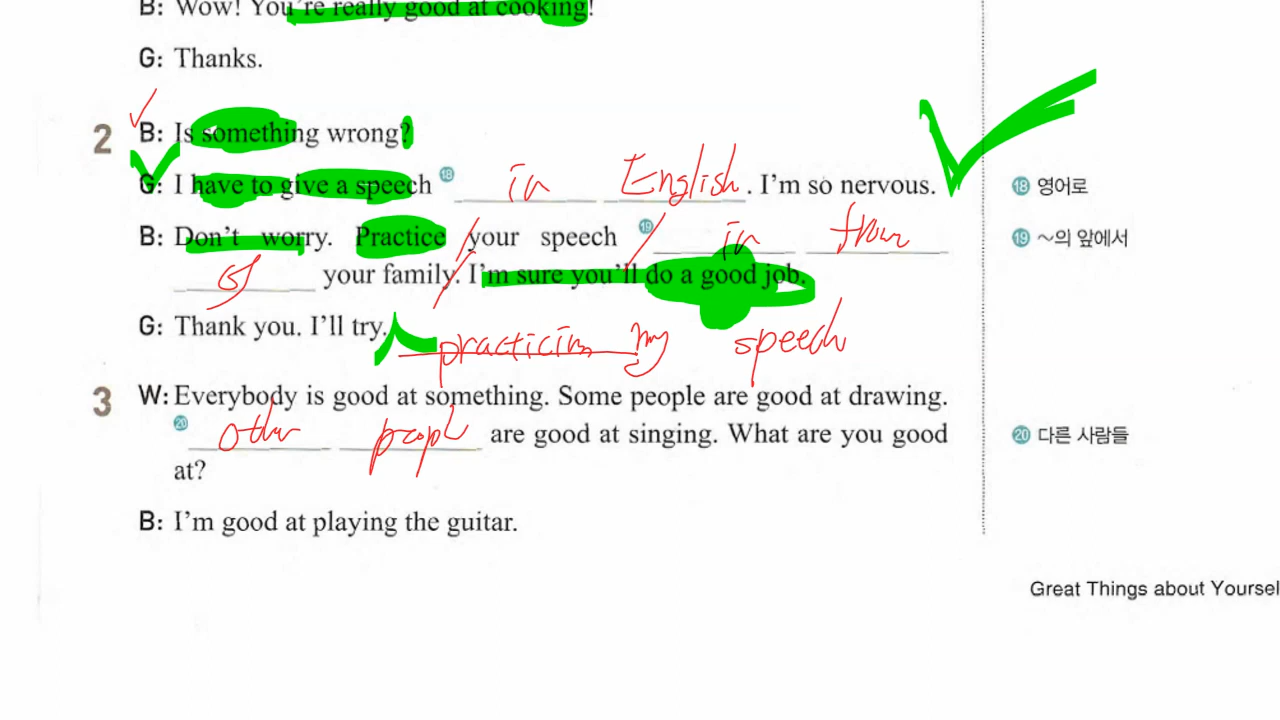 B: Wow! You're really good at cooking!
G: Thanks.
2 B: Is something wrong?
G: I have to give a speech ⑱ in English. I'm so nervous. ⑱ 영어로
B: Don't worry. Practice your speech ⑲ in front ⑲ ~의 앞에서
of your family. I'm sure you'll do a good job.
G: Thank you. I'll try. practicing my speech
3 W: Everybody is good at something. Some people are good at drawing.
⑳ other people are good at singing. What are you good ⑳ 다른 사람들
at?
B: I'm good at playing the guitar.
Great Things about Yoursel